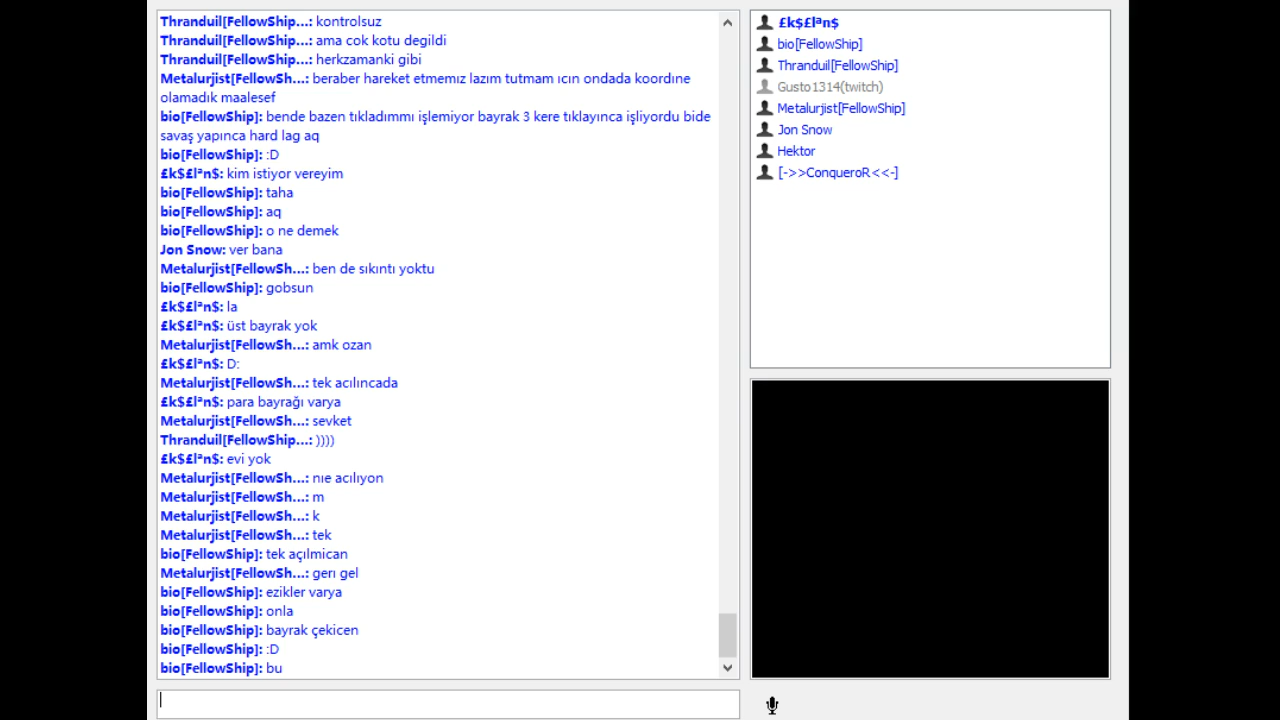 Thranduil[FellowShip...: kontrolsuz
Thranduil[FellowShip...: ama cok kotu degildi
Thranduil[FellowShip...: herkzamanki gibi
Metalurjist[FellowSh...: beraber hareket etmemız lazım tutmam ıcın ondada koordıne
olamadık maalesef
bio[FellowShip]: bende bazen tıkladımmı işlemiyor bayrak 3 kere tıklayınca işliyordu bide
savaş yapınca hard lag aq
bio[FellowShip]: :D
£k$£lªn$: kim istiyor vereyim
bio[FellowShip]: taha
bio[FellowShip]: aq
bio[FellowShip]: o ne demek
Jon Snow: ver bana
Metalurjist[FellowSh...: ben de sıkıntı yoktu
bio[FellowShip]: gobsun
£k$£lªn$: la
£k$£lªn$: üst bayrak yok
Metalurjist[FellowSh...: amk ozan
£k$£lªn$: D:
Metalurjist[FellowSh...: tek acılıncada
£k$£lªn$: para bayrağı varya
Metalurjist[FellowSh...: sevket
Thranduil[FellowShip...: ))))
£k$£lªn$: evi yok
Metalurjist[FellowSh...: nıe acılıyon
Metalurjist[FellowSh...: m
Metalurjist[FellowSh...: k
Metalurjist[FellowSh...: tek
bio[FellowShip]: tek açılmican
Metalurjist[FellowSh...: gerı gel
bio[FellowShip]: ezikler varya
bio[FellowShip]: onla
bio[FellowShip]: bayrak çekicen
bio[FellowShip]: :D
bio[FellowShip]: bu
£k$£lªn$
bio[FellowShip]
Thranduil[FellowShip]
Gusto1314(twitch)
Metalurjist[FellowShip]
Jon Snow
Hektor
[->>ConqueroR<<-]